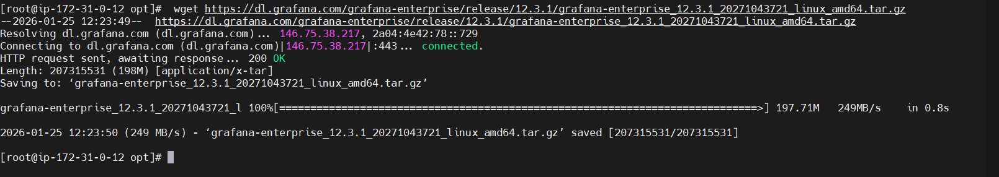 [root@ip-172-31-0-12 opt]#  wget https://dl.grafana.com/grafana-enterprise/release/12.3.1/grafana-enterprise_12.3.1_20271043721_linux_amd64.tar.gz
--2026-01-25 12:23:49--  https://dl.grafana.com/grafana-enterprise/release/12.3.1/grafana-enterprise_12.3.1_20271043721_linux_amd64.tar.gz
Resolving dl.grafana.com (dl.grafana.com)... 146.75.38.217, 2a04:4e42:78::729
Connecting to dl.grafana.com (dl.grafana.com)|146.75.38.217|:443... connected.
HTTP request sent, awaiting response... 200 OK
Length: 207315531 (198M) [application/x-tar]
Saving to: ‘grafana-enterprise_12.3.1_20271043721_linux_amd64.tar.gz’
grafana-enterprise_12.3.1_20271043721_l 100%[=============================================================================>] 197.71M   249MB/s    in 0.8s
2026-01-25 12:23:50 (249 MB/s) - ‘grafana-enterprise_12.3.1_20271043721_linux_amd64.tar.gz’ saved [207315531/207315531]
[root@ip-172-31-0-12 opt]#